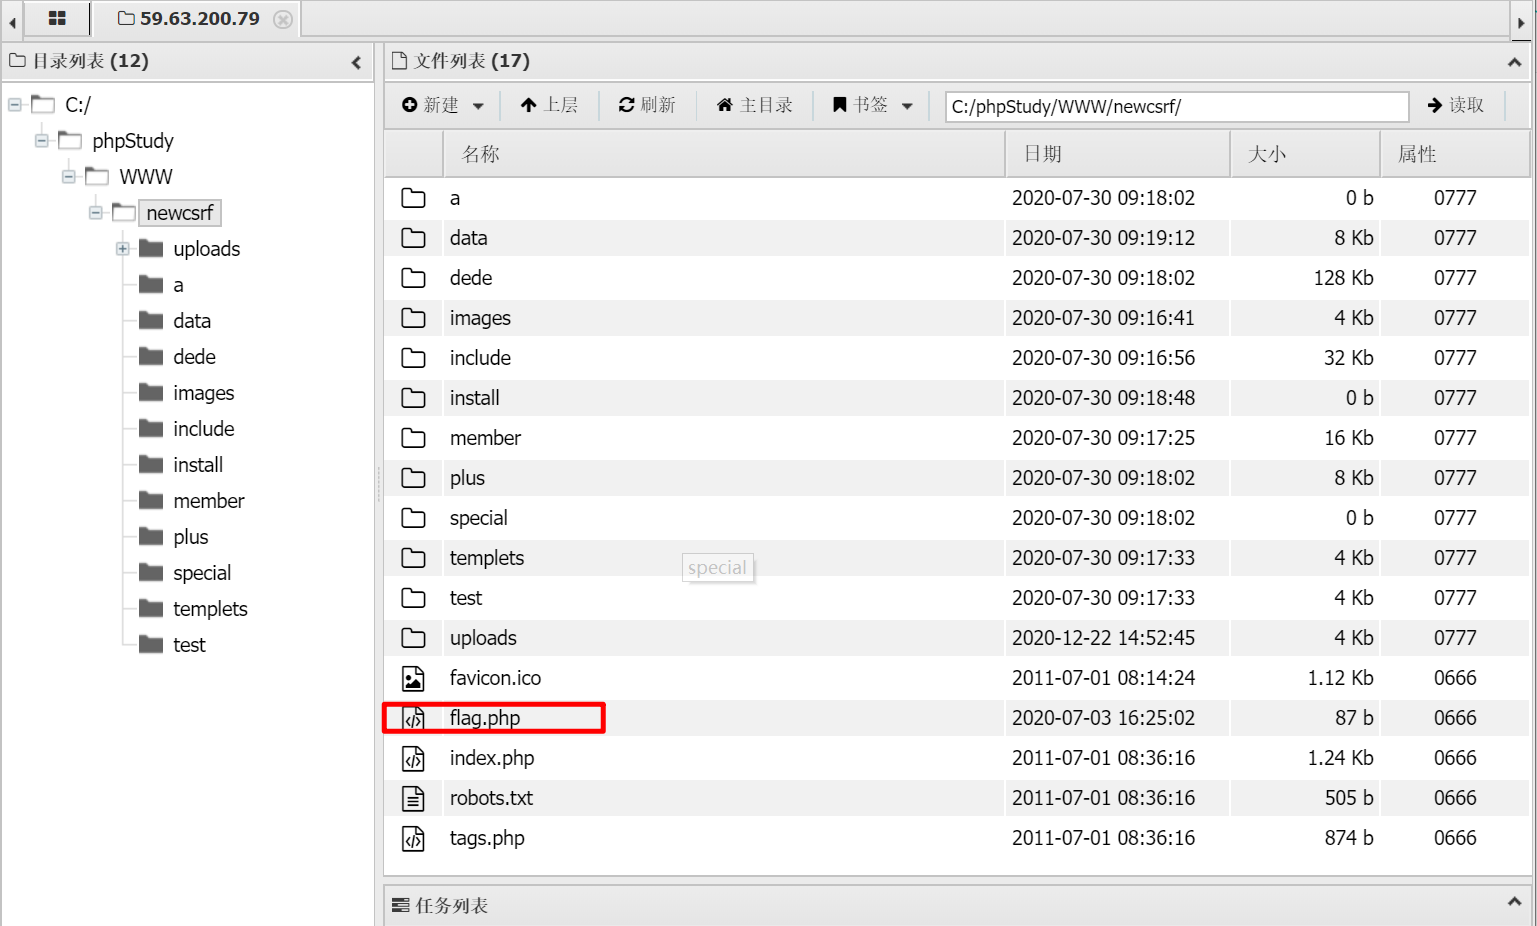 59.63.200.79
目录列表 (12)
C:/
phpStudy
WWW
newcsrf
uploads
a
data
dede
images
include
install
member
plus
special
templets
test
文件列表 (17)
新建 上层 刷新 主目录 书签 C:/phpStudy/WWW/newcsrf/ 读取
名称 日期 大小 属性
a 2020-07-30 09:18:02 0 b 0777
data 2020-07-30 09:19:12 8 Kb 0777
dede 2020-07-30 09:18:02 128 Kb 0777
images 2020-07-30 09:16:41 4 Kb 0777
include 2020-07-30 09:16:56 32 Kb 0777
install 2020-07-30 09:18:48 0 b 0777
member 2020-07-30 09:17:25 16 Kb 0777
plus 2020-07-30 09:18:02 8 Kb 0777
special 2020-07-30 09:18:02 0 b 0777
templets 2020-07-30 09:17:33 4 Kb 0777
special
test 2020-07-30 09:17:33 4 Kb 0777
uploads 2020-12-22 14:52:45 4 Kb 0777
favicon.ico 2011-07-01 08:14:24 1.12 Kb 0666
flag.php 2020-07-03 16:25:02 87 b 0666
index.php 2011-07-01 08:36:16 1.24 Kb 0666
robots.txt 2011-07-01 08:36:16 505 b 0666
tags.php 2011-07-01 08:36:16 874 b 0666
任务列表